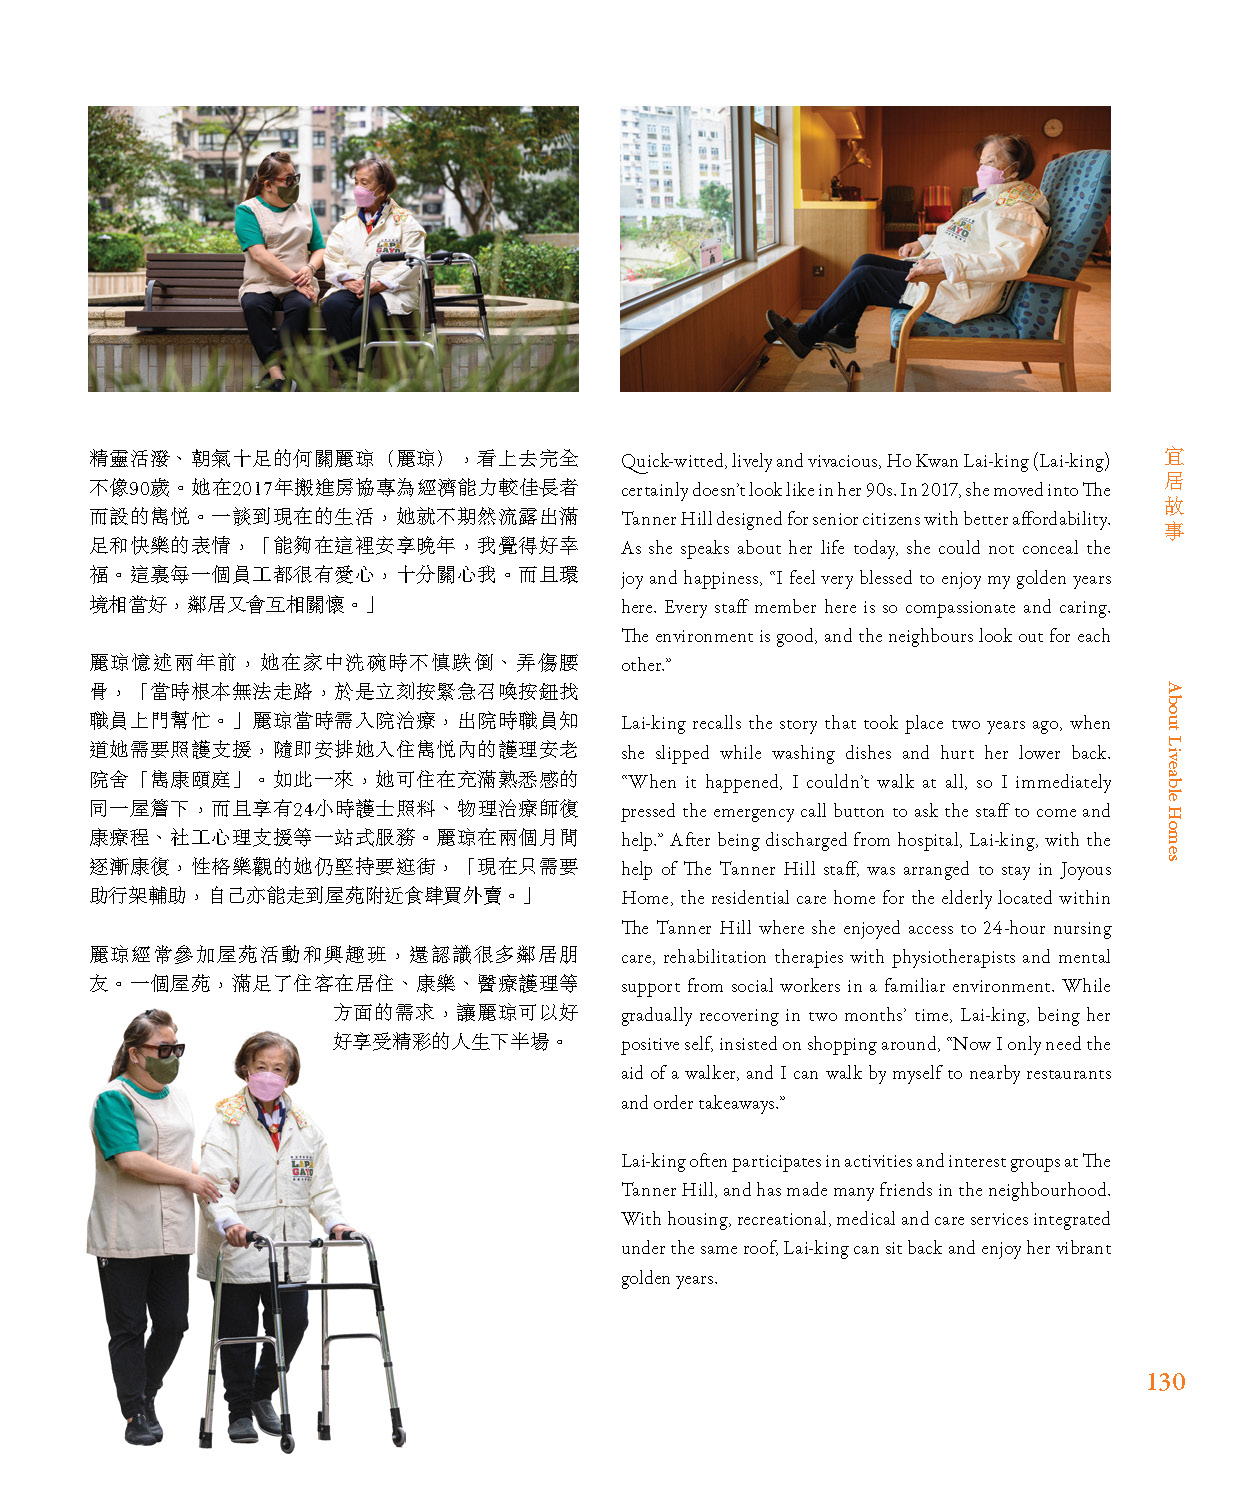 精靈活潑、朝氣十足的何關麗琼（麗琼），看上去完全
不像90歲。她在2017年搬進房協專為經濟能力較佳長者
而設的雋悦。一談到現在的生活，她就不期然流露出滿
足和快樂的表情，「能夠在這裡安享晚年，我覺得好幸
福。這裏每一個員工都很有愛心，十分關心我。而且環
境相當好，鄰居又會互相關懷。」
麗琼憶述兩年前，她在家中洗碗時不慎跌倒、弄傷腰
骨，「當時根本無法走路，於是立刻按緊急召喚按鈕找
職員上門幫忙。」麗琼當時需入院治療，出院時職員知
道她需要照護支援，隨即安排她入住雋悦內的護理安老
院舍「雋康頤庭」。如此一來，她可住在充滿熟悉感的
同一屋簷下，而且享有24小時護士照料、物理治療師復
康療程、社工心理支援等一站式服務。麗琼在兩個月間
逐漸康復，性格樂觀的她仍堅持要逛街，「現在只需要
助行架輔助，自己亦能走到屋苑附近食肆買外賣。」
麗琼經常參加屋苑活動和興趣班，還認識很多鄰居朋
友。一個屋苑，滿足了住客在居住、康樂、醫療護理等
方面的需求，讓麗琼可以好
好享受精彩的人生下半場。
Quick-witted, lively and vivacious, Ho Kwan Lai-king (Lai-king)
certainly doesn’t look like in her 90s. In 2017, she moved into The
Tanner Hill designed for senior citizens with better affordability.
As she speaks about her life today, she could not conceal the
joy and happiness, “I feel very blessed to enjoy my golden years
here. Every staff member here is so compassionate and caring.
The environment is good, and the neighbours look out for each
other.”
Lai-king recalls the story that took place two years ago, when
she slipped while washing dishes and hurt her lower back.
“When it happened, I couldn’t walk at all, so I immediately
pressed the emergency call button to ask the staff to come and
help.” After being discharged from hospital, Lai-king, with the
help of The Tanner Hill staff, was arranged to stay in Joyous
Home, the residential care home for the elderly located within
The Tanner Hill where she enjoyed access to 24-hour nursing
care, rehabilitation therapies with physiotherapists and mental
support from social workers in a familiar environment. While
gradually recovering in two months’ time, Lai-king, being her
positive self, insisted on shopping around, “Now I only need the
aid of a walker, and I can walk by myself to nearby restaurants
and order takeaways.”
Lai-king often participates in activities and interest groups at The
Tanner Hill, and has made many friends in the neighbourhood.
With housing, recreational, medical and care services integrated
under the same roof, Lai-king can sit back and enjoy her vibrant
golden years.
宜居故事
About Liveable Homes
130
LAPA
GAYO
LAPA
GAYO